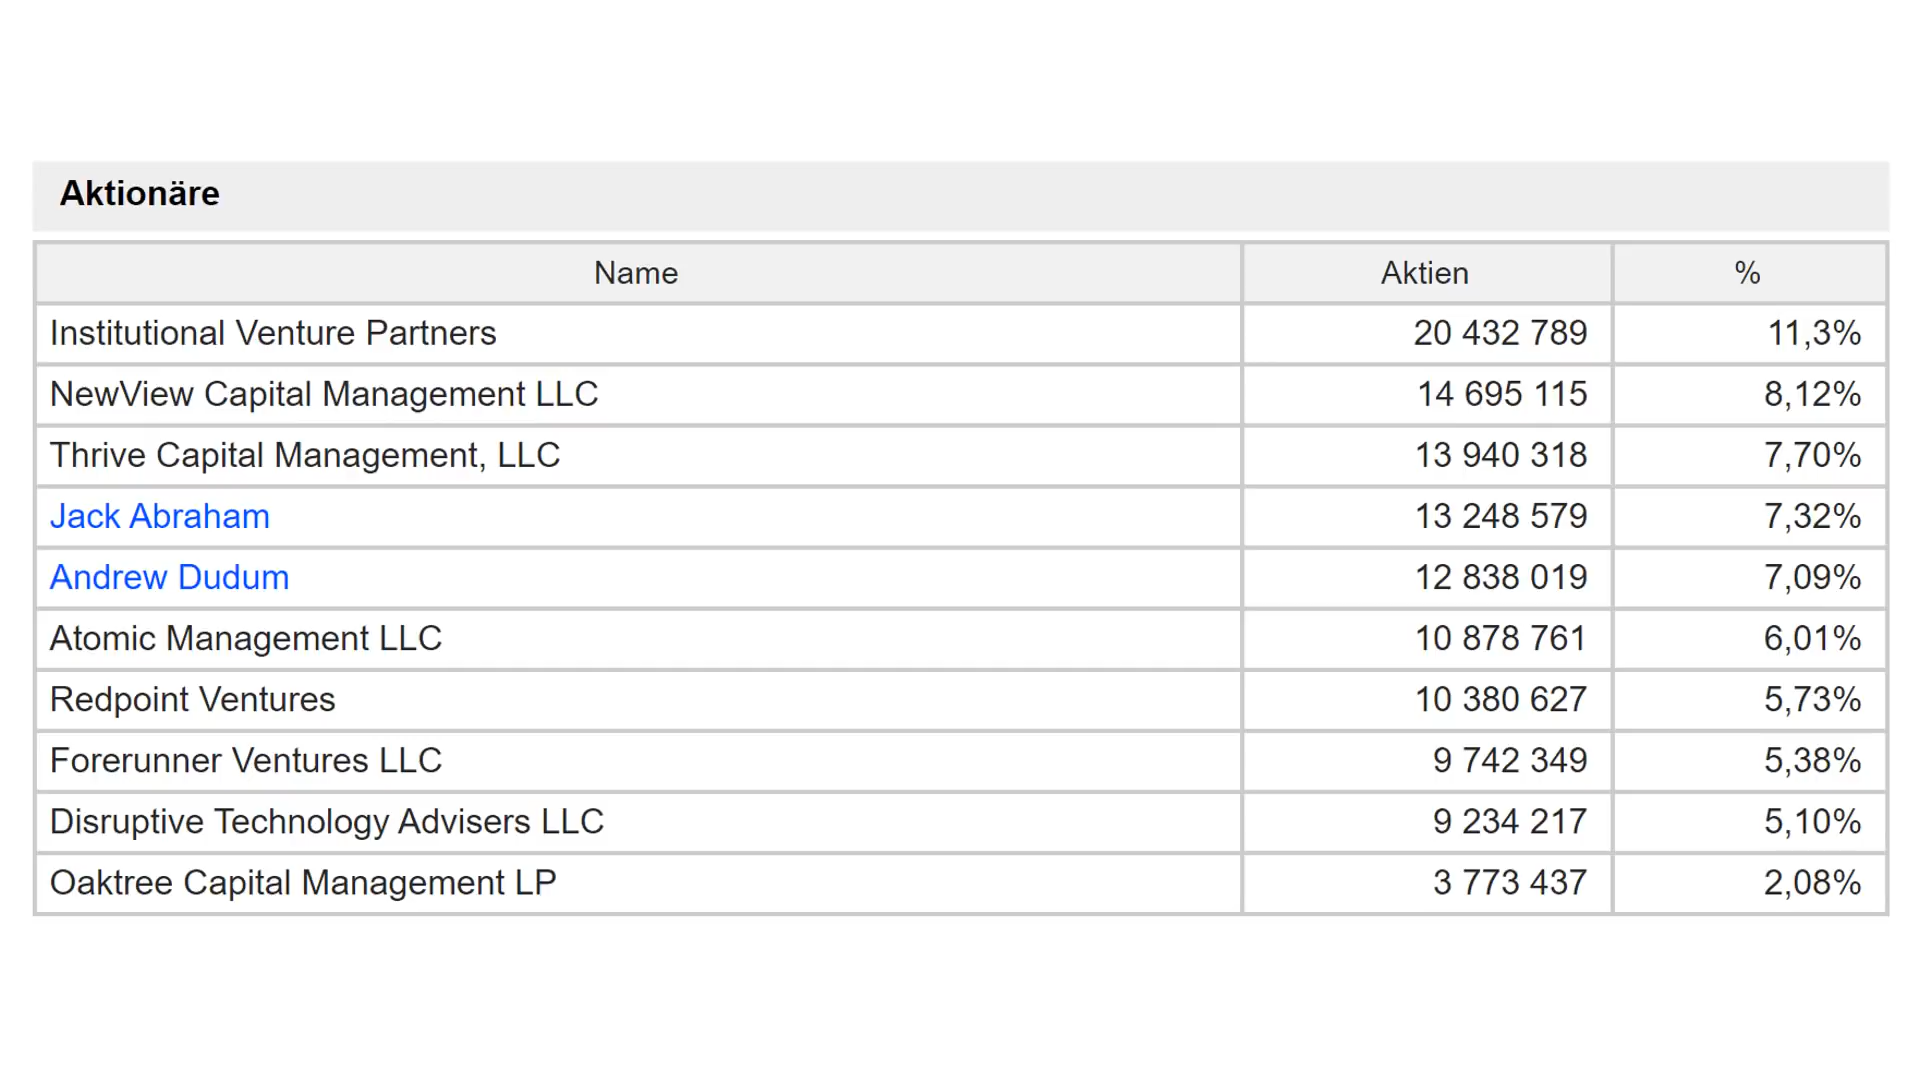 Aktionäre
Name Aktien %
Institutional Venture Partners 20 432 789 11,3%
NewView Capital Management LLC 14 695 115 8,12%
Thrive Capital Management, LLC 13 940 318 7,70%
Jack Abraham 13 248 579 7,32%
Andrew Dudum 12 838 019 7,09%
Atomic Management LLC 10 878 761 6,01%
Redpoint Ventures 10 380 627 5,73%
Forerunner Ventures LLC 9 742 349 5,38%
Disruptive Technology Advisers LLC 9 234 217 5,10%
Oaktree Capital Management LP 3 773 437 2,08%